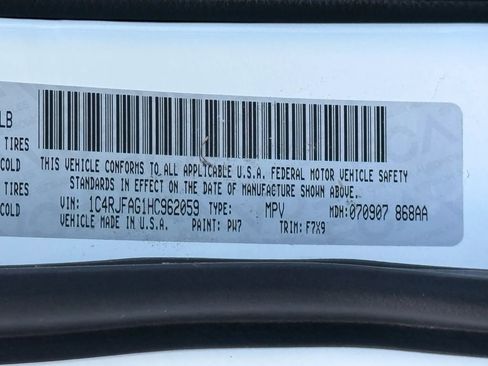 LB
TIRES
COLD
TIRES
COLD
THIS VEHICLE CONFORMS TO ALL APPLICABLE U.S.A. FEDERAL MOTOR VEHICLE SAFETY
STANDARDS IN EFFECT ON THE DATE OF MANUFACTURE SHOWN ABOVE.
VIN: 1C4RJFAG1HC962059 TYPE: MPV MDH: 070907 868AA
VEHICLE MADE IN U.S.A. PAINT: PW7 TRIM: F7X9